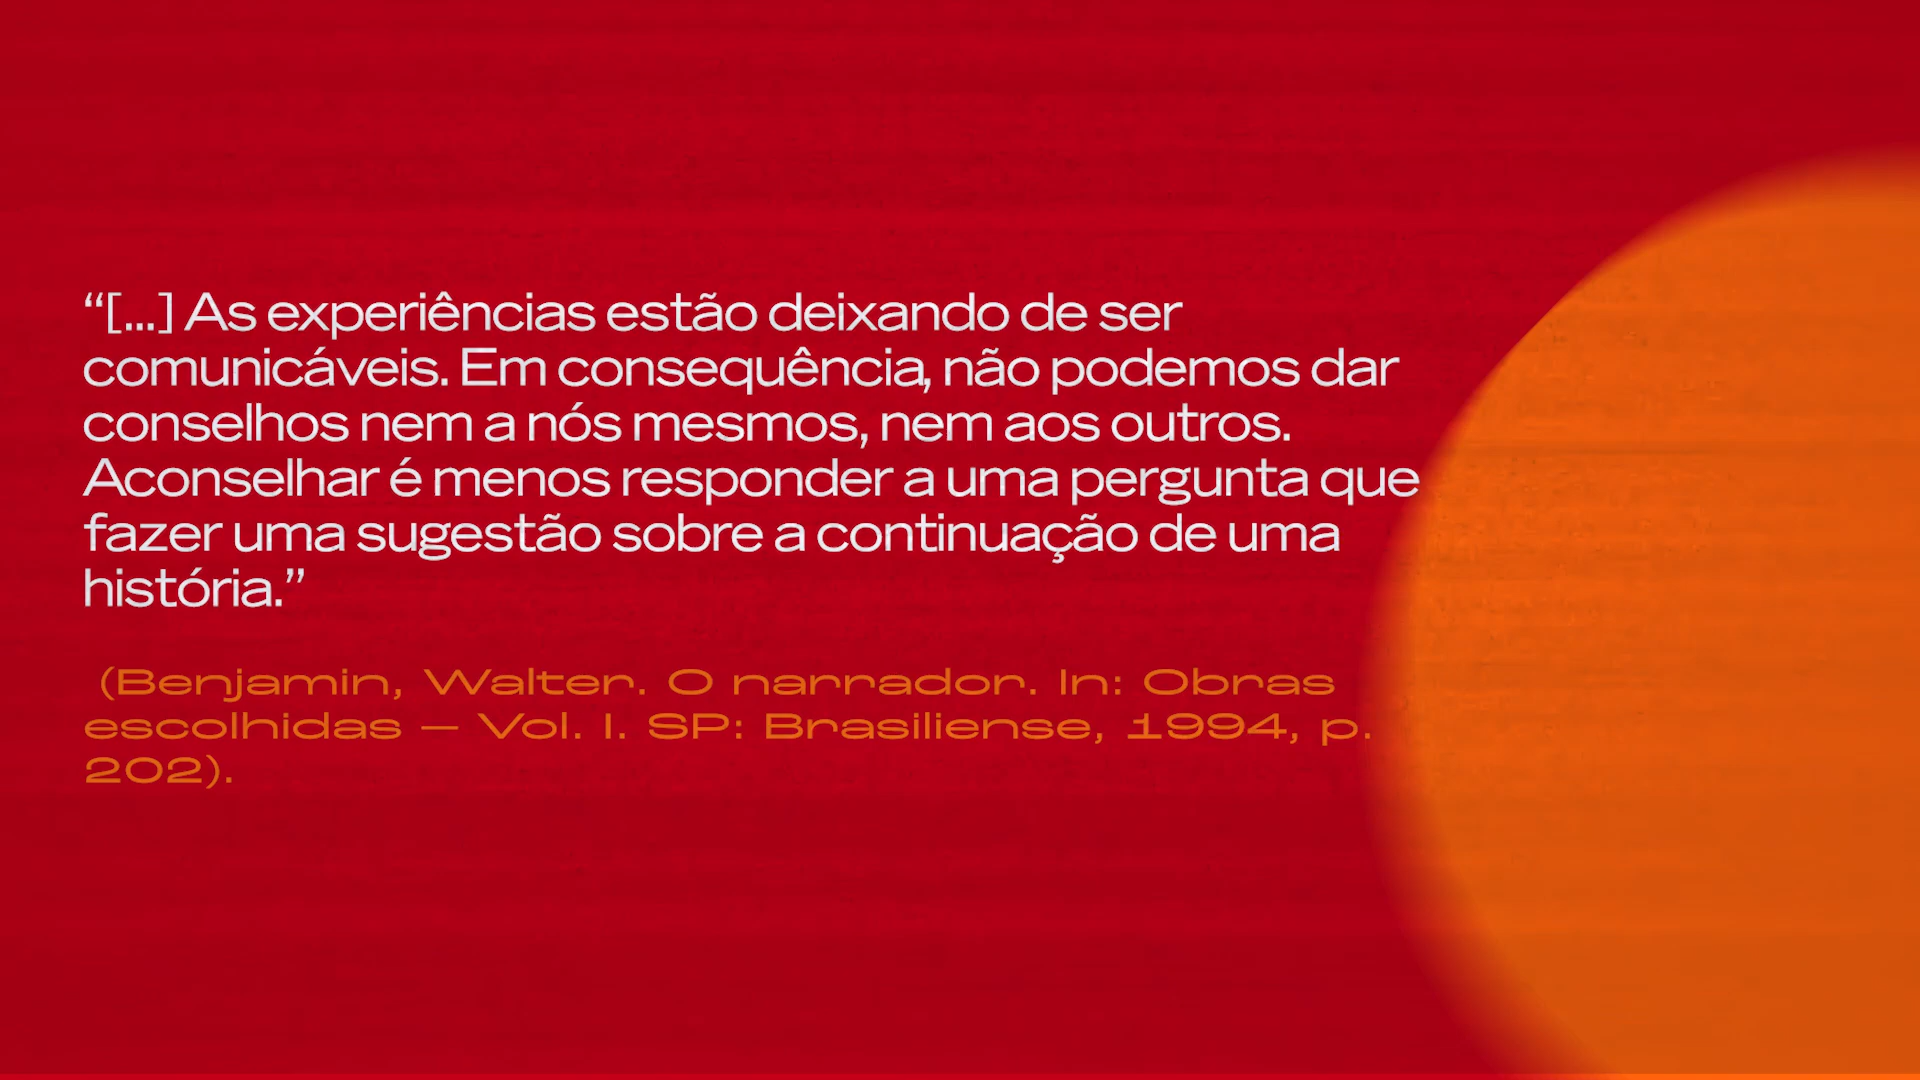 “[...] As experiências estão deixando de ser
comunicáveis. Em consequência, não podemos dar
conselhos nem a nós mesmos, nem aos outros.
Aconselhar é menos responder a uma pergunta que
fazer uma sugestão sobre a continuação de uma
história.”
(Benjamin, Walter. O narrador. In: Obras
escolhidas – Vol. I. SP: Brasiliense, 1994, p.
202).